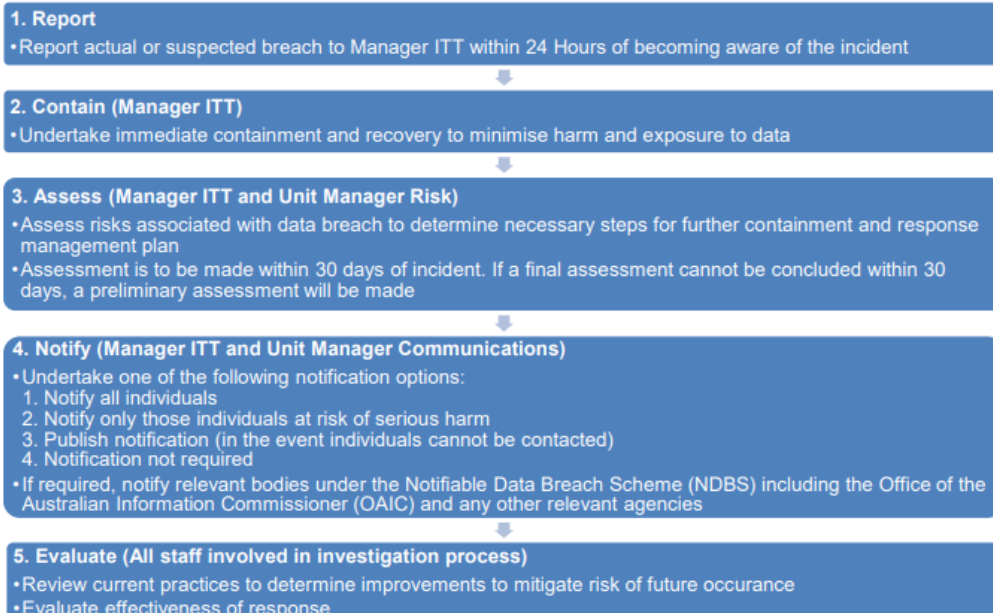 1. Report
•Report actual or suspected breach to Manager ITT within 24 Hours of becoming aware of the incident
2. Contain (Manager ITT)
•Undertake immediate containment and recovery to minimise harm and exposure to data
3. Assess (Manager ITT and Unit Manager Risk)
•Assess risks associated with data breach to determine necessary steps for further containment and response
management plan
•Assessment is to be made within 30 days of incident. If a final assessment cannot be concluded within 30
days, a preliminary assessment will be made
4. Notify (Manager ITT and Unit Manager Communications)
•Undertake one of the following notification options:
1. Notify all individuals
2. Notify only those individuals at risk of serious harm
3. Publish notification (in the event individuals cannot be contacted)
4. Notification not required
•If required, notify relevant bodies under the Notifiable Data Breach Scheme (NDBS) including the Office of the
Australian Information Commissioner (OAIC) and any other relevant agencies
5. Evaluate (All staff involved in investigation process)
•Review current practices to determine improvements to mitigate risk of future occurance
•Evaluate effectiveness of response